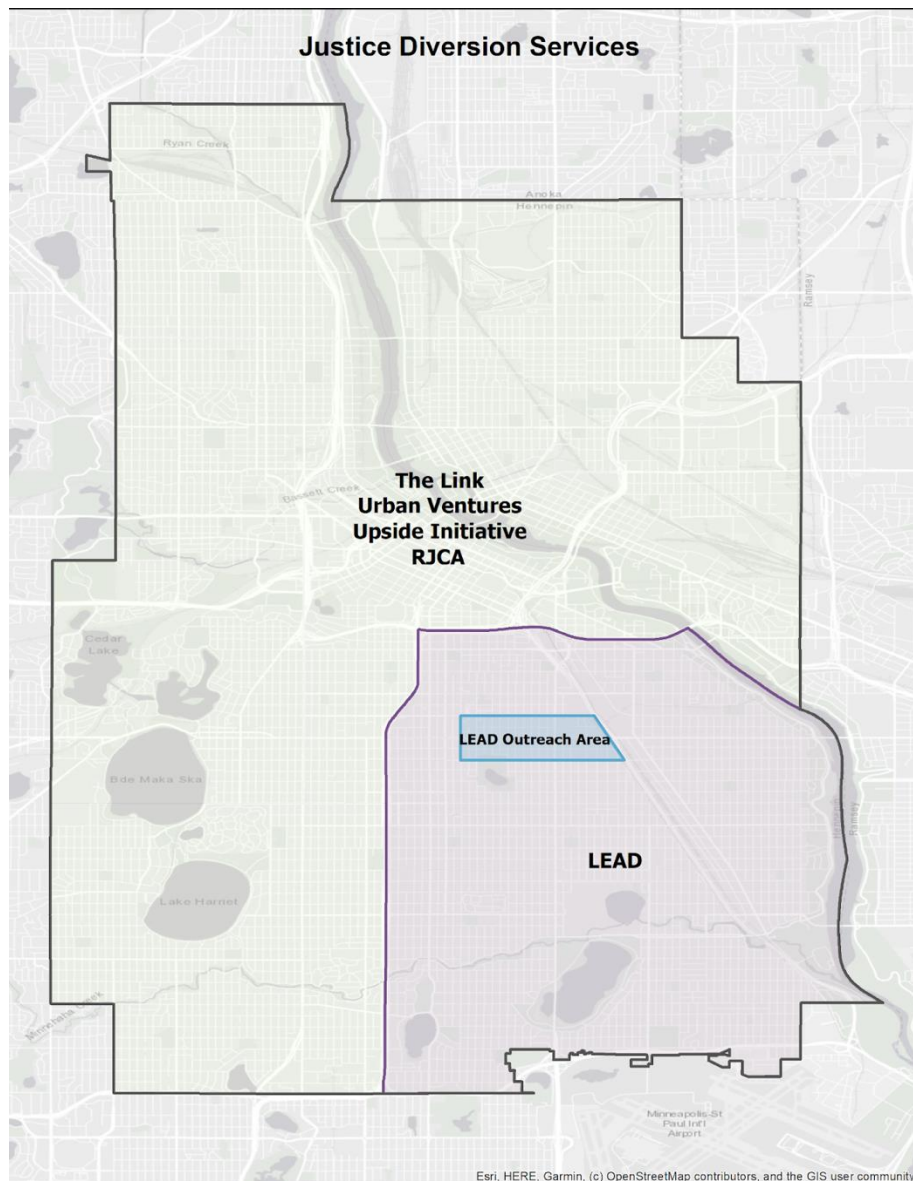 Justice Diversion Services
Ryan Creek
Anoka
Hennepin
Ramsey
The Link
Bassett Creek
Urban Ventures
Upside Initiative
RJCA
Cedar
Lake
LEAD Outreach Area
Bde Maka Ska
Hennepin
Ramsey
LEAD
Lake Harriet
Minnehaha Creek
Minneapolis-St
Paul Int'l
Airport
Esri, HERE, Garmin, (c) OpenStreetMap contributors, and the GIS user community